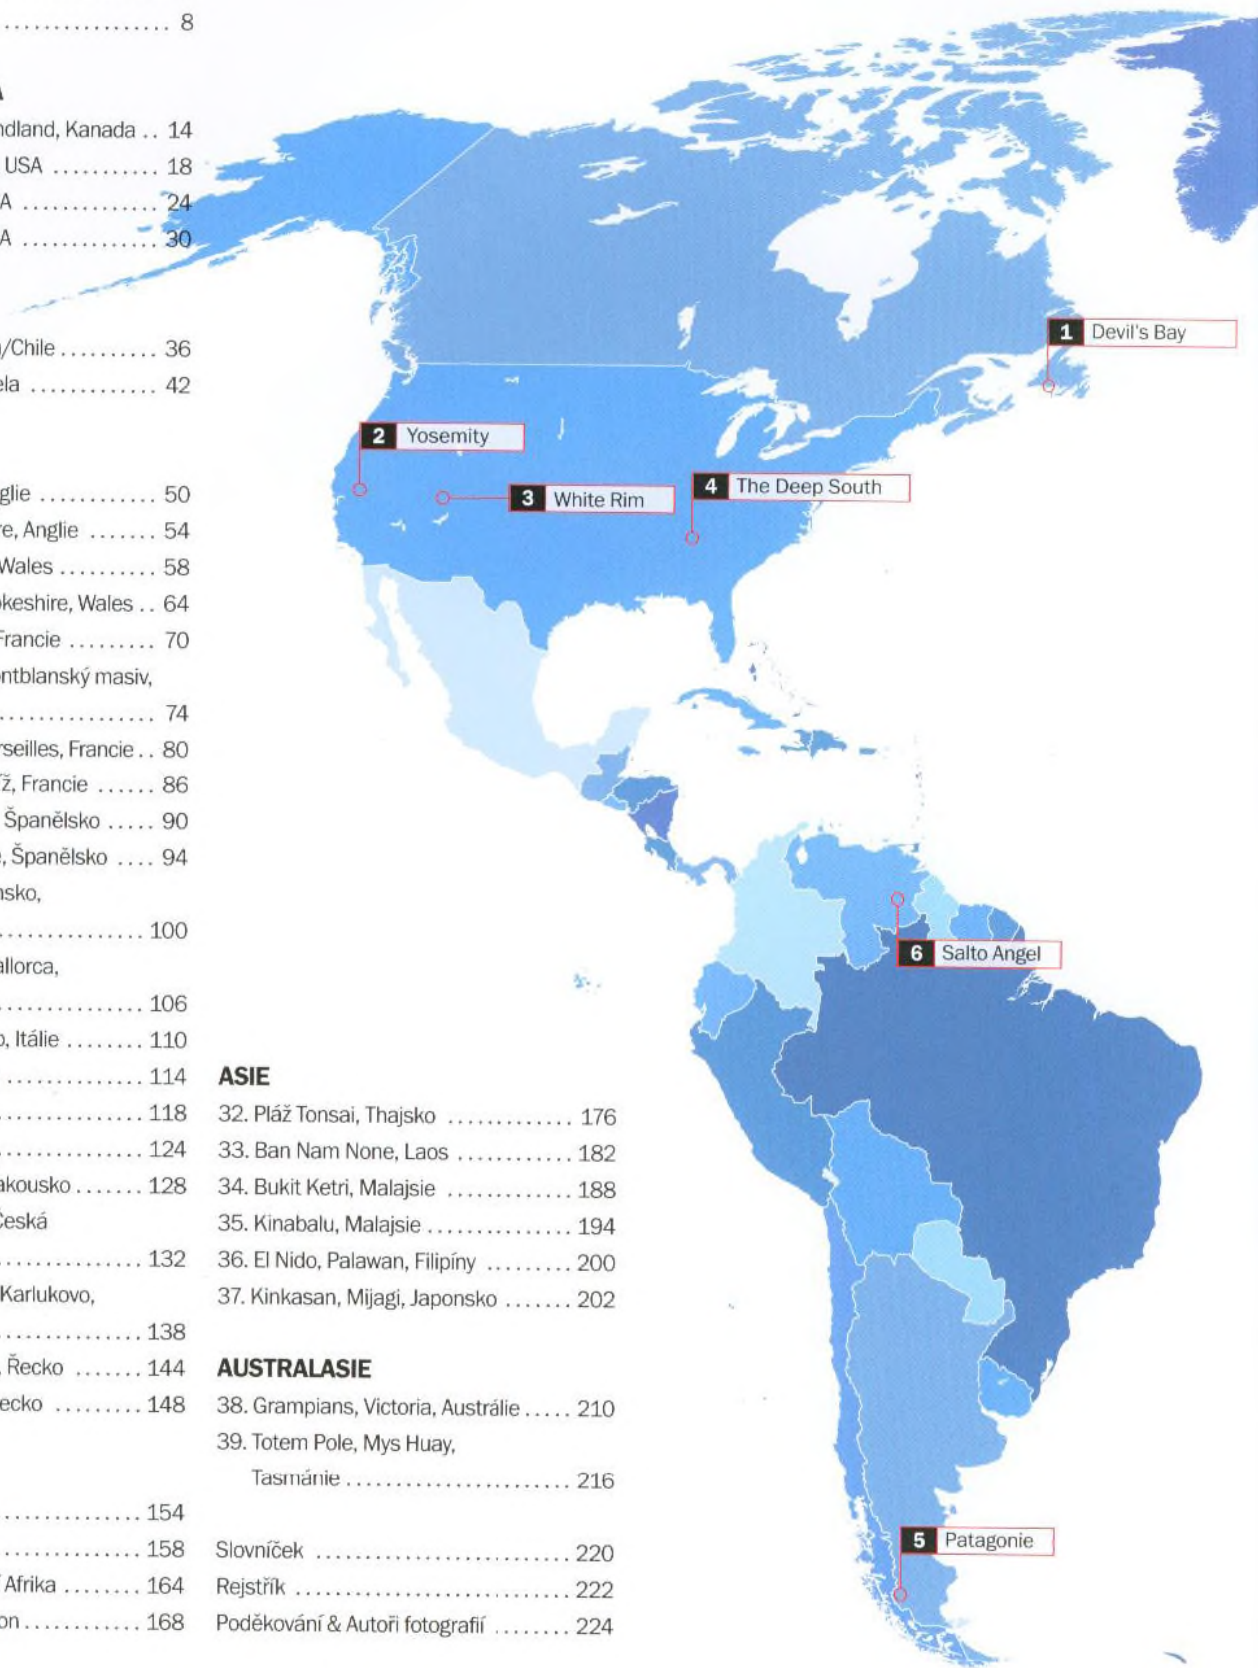 8
A
ndland, Kanada .. 14
USA ........... 18
A .............. 24
A .............. 30
/Chile .......... 36
ela ............. 42
glie ............ 50
re, Anglie ....... 54
Wales .......... 58
okeshire, Wales .. 64
Francie ......... 70
ontblanský masiv,
74
rseilles, Francie .. 80
íž, Francie ...... 86
Španělsko ..... 90
, Španělsko .... 94
nsko,
100
allorca,
106
o, Itálie ........ 110
114
118
124
akousko ....... 128
Česká
132
Karlukovo,
138
, Řecko ....... 144
ecko ......... 148
154
158
í Afrika ........ 164
on ............. 168
ASIE
32. Pláž Tonsai, Thajsko ............. 176
33. Ban Nam None, Laos ............ 182
34. Bukit Ketri, Malajsie ............. 188
35. Kinabalu, Malajsie ............... 194
36. El Nido, Palawan, Filipíny ......... 200
37. Kinkasan, Mijagi, Japonsko ....... 202
AUSTRALASIE
38. Grampians, Victoria, Austrálie ..... 210
39. Totem Pole, Mys Huay,
Tasmánie ....................... 216
Slovníček .......................... 220
Rejstřík ............................ 222
Poděkování & Autoři fotografií ........ 224
1 Devil's Bay
2 Yosemity
3 White Rim
4 The Deep South
6 Salto Angel
5 Patagonie